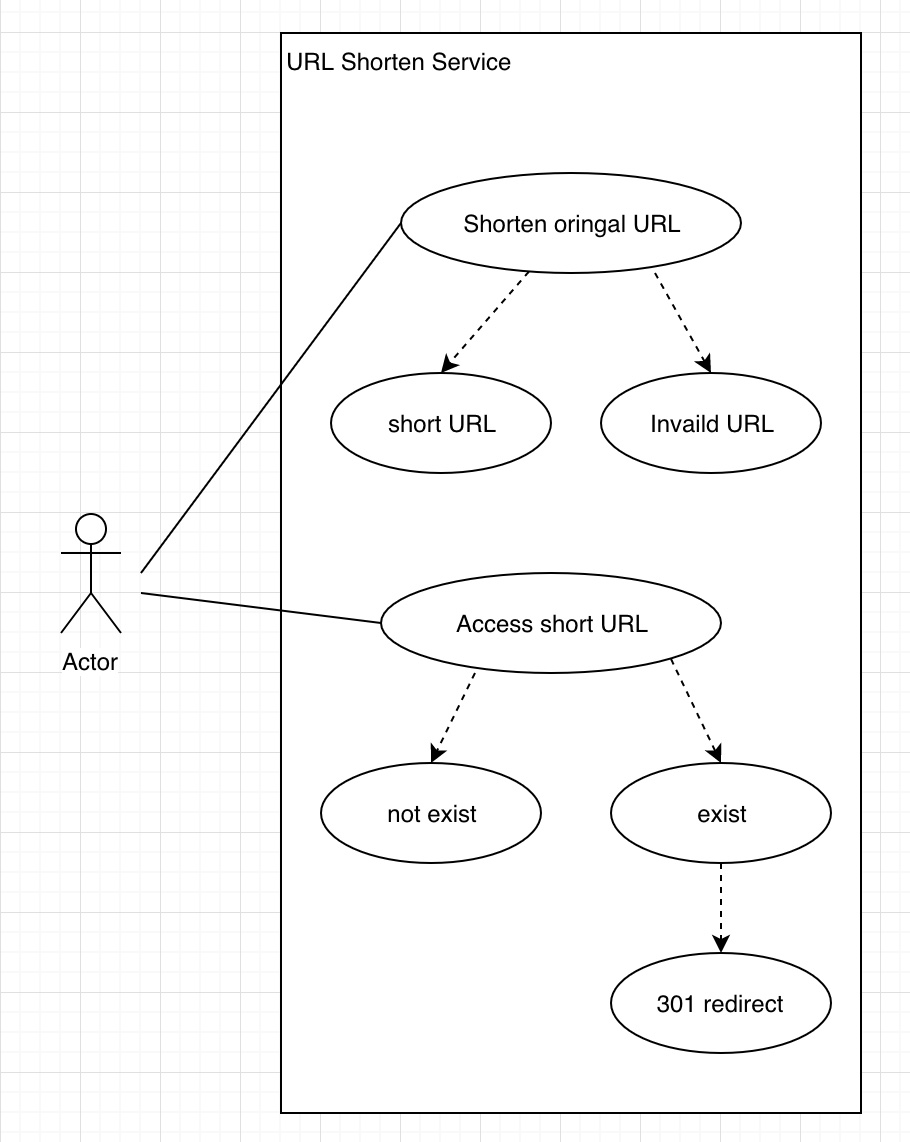 URL Shorten Service
Shorten oringal URL
short URL
Invaild URL
Actor
Access short URL
not exist
exist
301 redirect